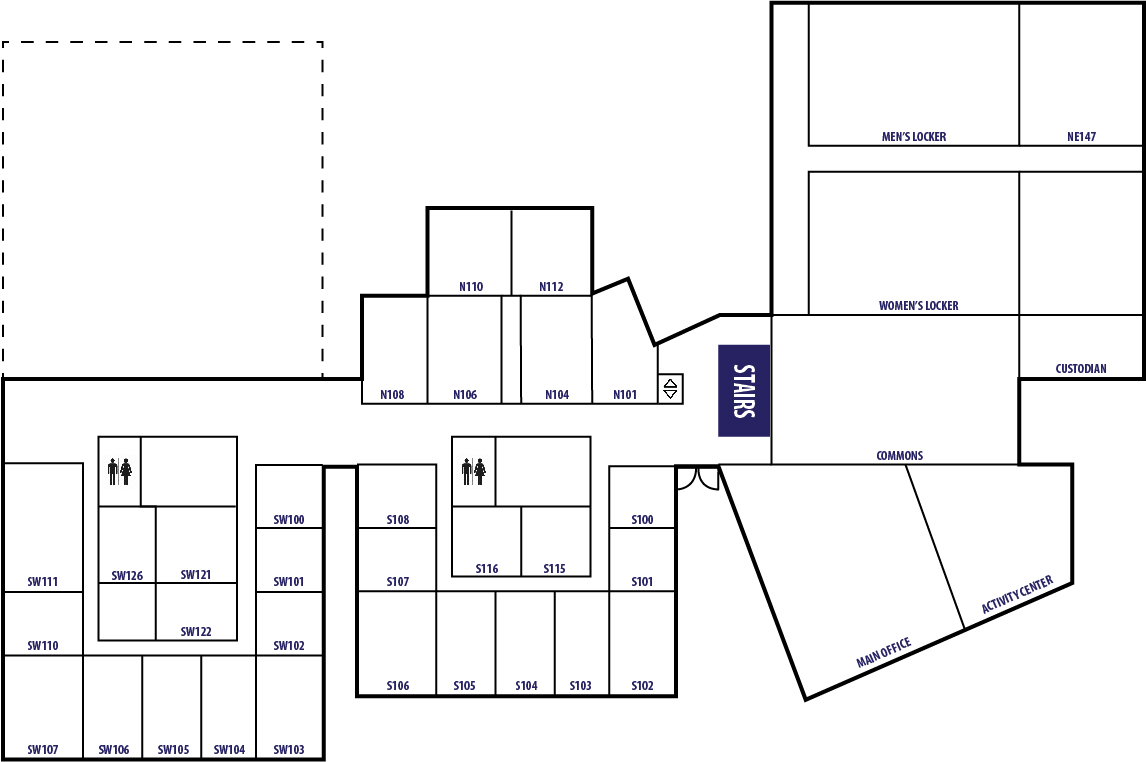 MEN'S LOCKER
NE147
N110
N112
WOMEN'S LOCKER
STAIRS
CUSTODIAN
N108
N106
N104
N101
COMMONS
SW100
S108
S100
SW111
SW126
SW121
SW101
S107
S116
S115
S101
ACTIVITY CENTER
SW110
SW122
SW102
MAIN OFFICE
S106
S105
S104
S103
S102
SW107
SW106
SW105
SW104
SW103